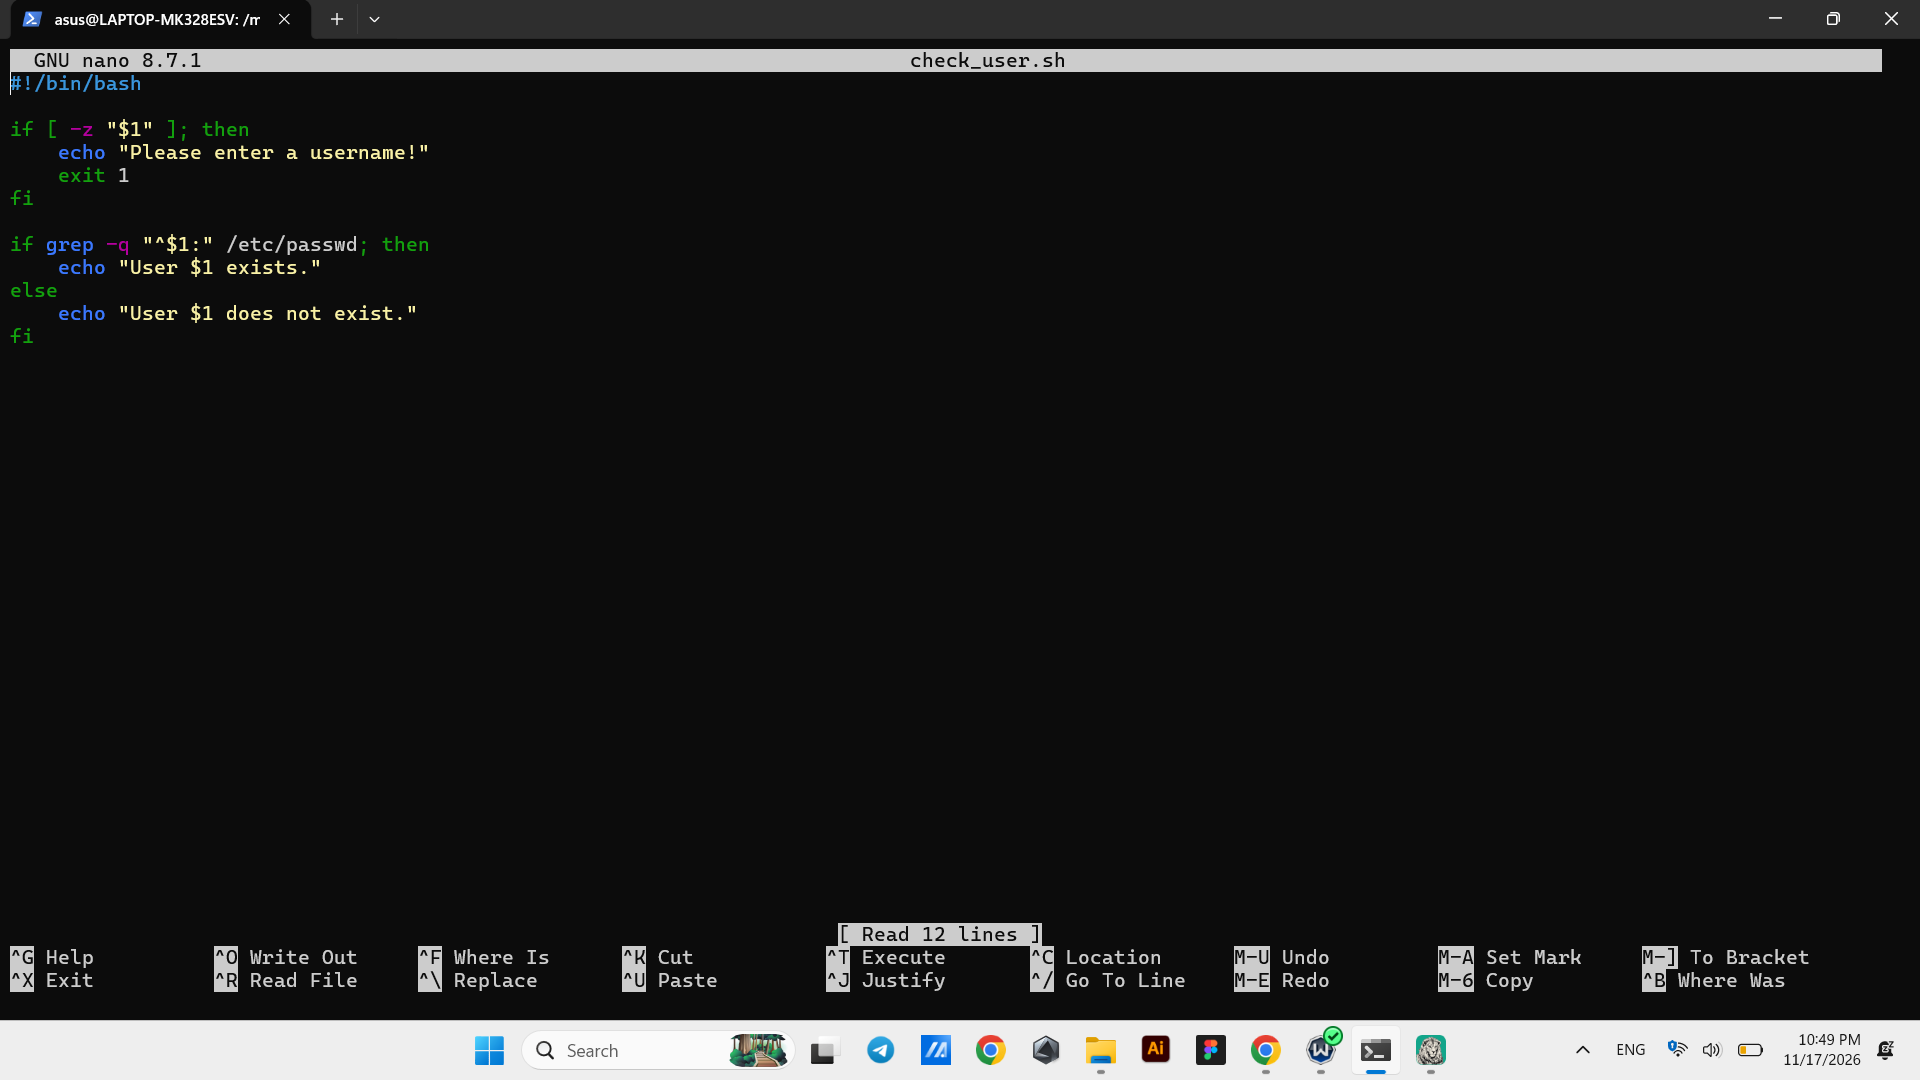 asus@LAPTOP-MK328ESV: /m
GNU nano 8.7.1 check_user.sh
#!/bin/bash
if [ -z "$1" ]; then
    echo "Please enter a username!"
    exit 1
fi
if grep -q "^$1:" /etc/passwd; then
    echo "User $1 exists."
else
    echo "User $1 does not exist."
fi
[ Read 12 lines ]
^G Help ^O Write Out ^F Where Is ^K Cut ^T Execute ^C Location M-U Undo M-A Set Mark M-] To Bracket
^X Exit ^R Read File ^\ Replace ^U Paste ^J Justify ^/ Go To Line M-E Redo M-6 Copy ^B Where Was
Search Ai W ENG 10:49 PM
11/17/2026